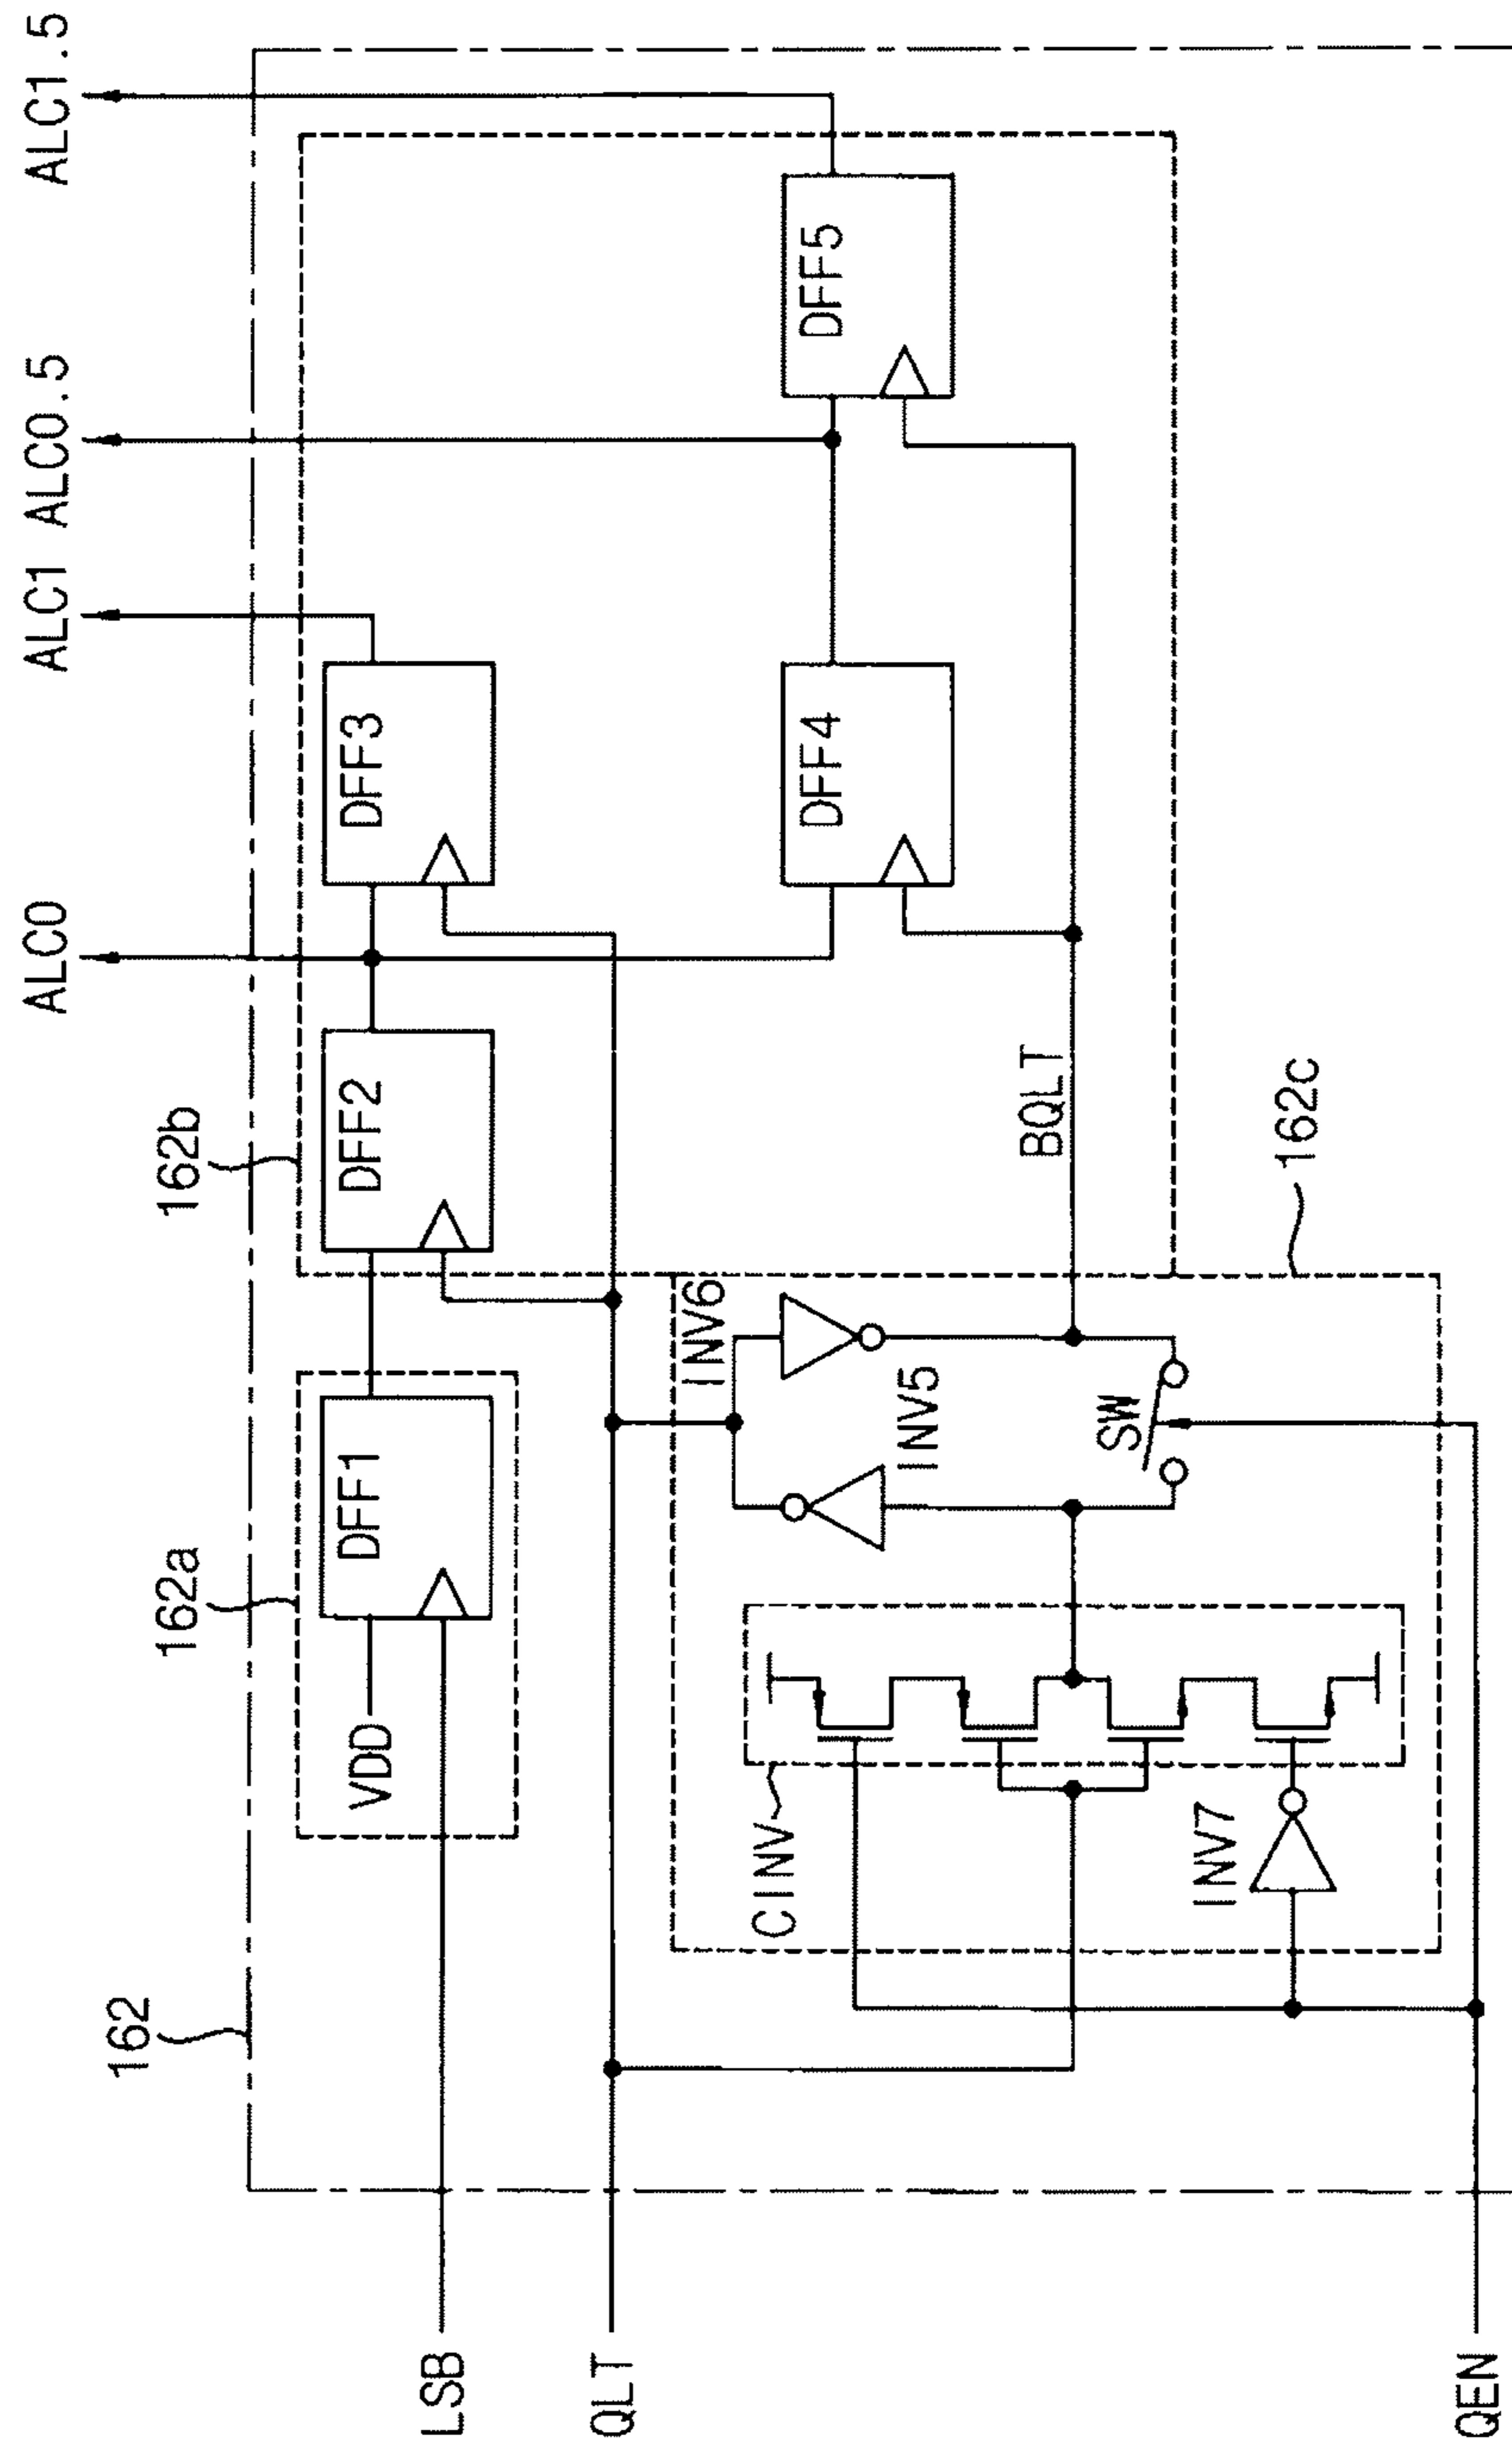 ALC0
ALC1
ALC0.5
ALC1.5
162
162a
162b
DFF1
DFF2
DFF3
VDD
DFF4
DFF5
LSB
QLT
INV6
CINV
INV5
BQLT
SW
INV7
162c
QEN